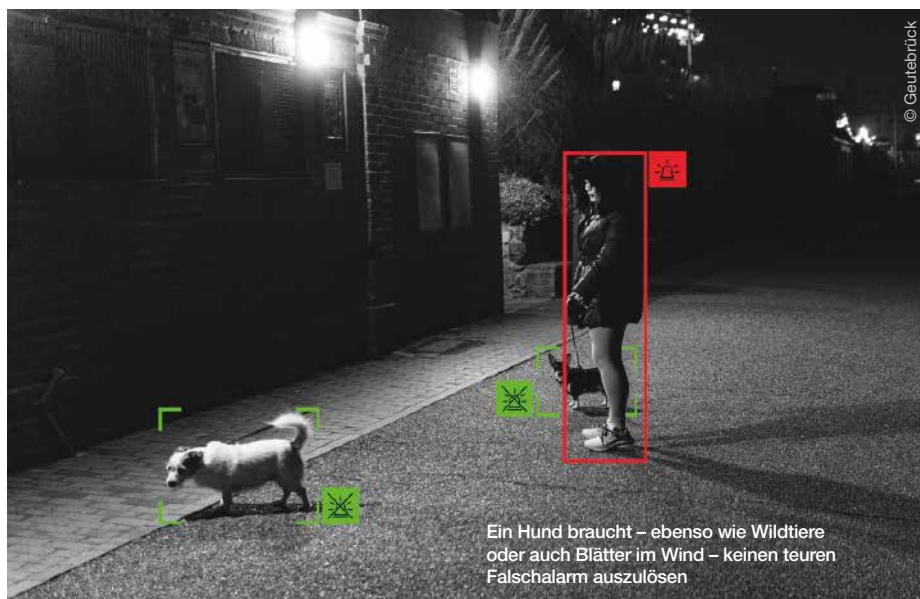 © Geutebrück
Ein Hund braucht – ebenso wie Wildtiere
oder auch Blätter im Wind – keinen teuren
Falschalarm auszulösen